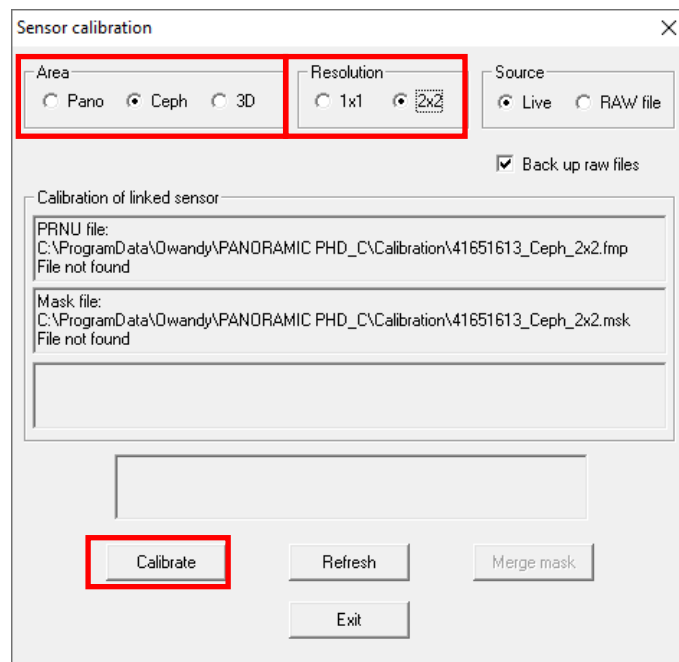 Sensor calibration
Area
Resolution
Source
Pano Ceph 3D
1x1 2x2
Live RAW file
Back up raw files
Calibration of linked sensor
PRNU file:
C:\ProgramData\Owandy\PANORAMIC PHD_C\Calibration\41651613_Ceph_2x2.fmp
File not found
Mask file:
C:\ProgramData\Owandy\PANORAMIC PHD_C\Calibration\41651613_Ceph_2x2.msk
File not found
Calibrate
Refresh
Merge mask
Exit